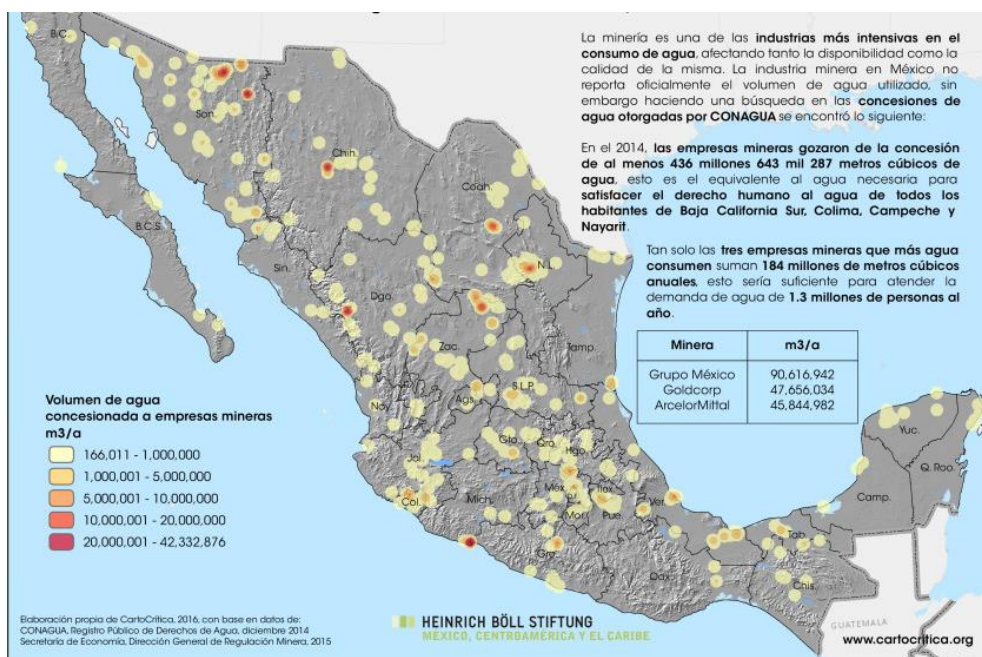 La minería es una de las industrias más intensivas en el
consumo de agua, afectando tanto la disponibilidad como la
calidad de la misma. La industria minera en México no
reporta oficialmente el volumen de agua utilizado, sin
embargo haciendo una búsqueda en las concesiones de
agua otorgadas por CONAGUA se encontró lo siguiente:
En el 2014, las empresas mineras gozaron de la concesión
de al menos 436 millones 643 mil 287 metros cúbicos de
agua, esto es el equivalente al agua necesaria para
satisfacer el derecho humano al agua de todos los
habitantes de Baja California Sur, Colima, Campeche y
Nayarit.
Tan solo las tres empresas mineras que más agua
consumen suman 184 millones de metros cúbicos
anuales, esto sería suficiente para atender la
demanda de agua de 1.3 millones de personas al
año.
Minera m3/a
Grupo México 90,616,942
Goldcorp 47,656,034
ArcelorMittal 45,844,982
B.C.
Son.
Chih.
Coah.
B.C.S.
Sin.
Dgo.
N.L.
Zac.
Tamp.
S.L.P.
Ags.
Nay.
Jal.
Gto.
Qro.
Hgo.
Col.
Mich.
Méx.
Tlax.
Mor.
Pue.
Ver.
Gro.
Oax.
Tab.
Chis.
Camp.
Yuc.
Q. Roo
GUATEMALA
Volumen de agua
concesionada a empresas mineras
m3/a
166,011 - 1,000,000
1,000,001 - 5,000,000
5,000,001 - 10,000,000
10,000,001 - 20,000,000
20,000,001 - 42,332,876
Elaboración propia de CartoCrítica, 2016, con base en datos de:
CONAGUA, Registro Público de Derechos de Agua, diciembre 2014
Secretaría de Economía, Dirección General de Regulación Minera, 2015
HEINRICH BÖLL STIFTUNG
MÉXICO, CENTROAMÉRICA Y EL CARIBE
www.cartocritica.org